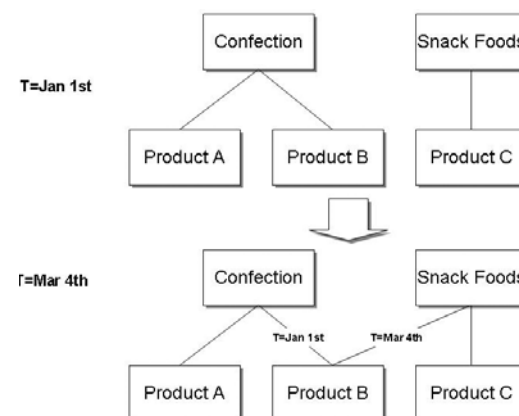 Confection Snack Foods
T=Jan 1st
Product A Product B Product C
Confection Snack Foods
T=Mar 4th
T=Jan 1st T=Mar 4th
Product A Product B Product C